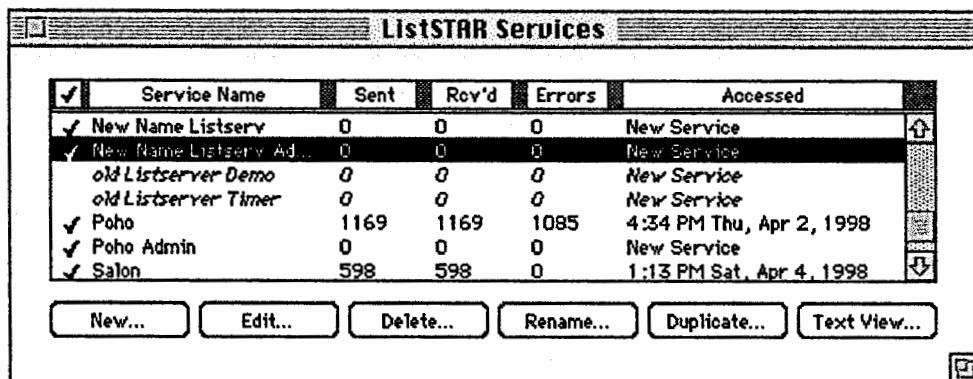 ListSTAR Services
✓ Service Name Sent Rcv'd Errors Accessed
✓ New Name Listserv 0 0 0 New Service
✓ New Name Listserv Ad... 0 0 0 New Service
old Listserver Demo 0 0 New Service
old Listserver Timer 0 0 0 New Service
✓ Poho 1169 1169 1085 4:34 PM Thu, Apr 2, 1998
✓ Poho Admin 0 0 0 New Service
✓ Salon 598 598 0 1:13 PM Sat, Apr 4, 1998
New... Edit... Delete... Rename... Duplicate... Text View...